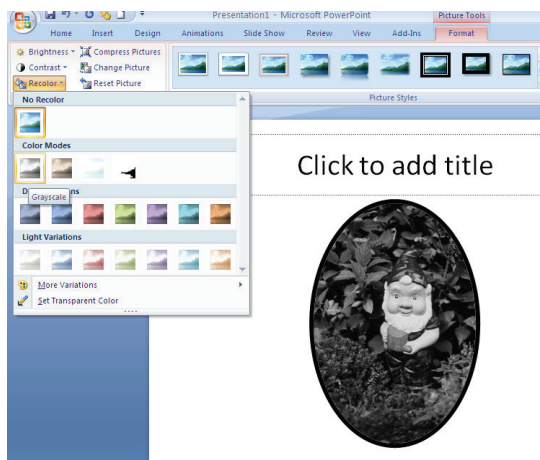 Presentation1 - Microsoft PowerPoint
Picture Tools
Home Insert Design Animations Slide Show Review View Add-Ins Format
Brightness Compress Pictures
Contrast Change Picture
Recolor Reset Picture
Picture Styles
No Recolor
Color Modes
Grayscale
Light Variations
More Variations
Set Transparent Color
Click to add title